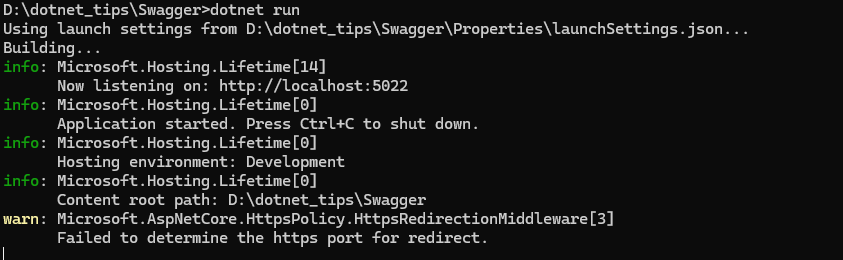 D:\dotnet_tips\Swagger>dotnet run
Using launch settings from D:\dotnet_tips\Swagger\Properties\launchSettings.json...
Building...
info: Microsoft.Hosting.Lifetime[14]
      Now listening on: http://localhost:5022
info: Microsoft.Hosting.Lifetime[0]
      Application started. Press Ctrl+C to shut down.
info: Microsoft.Hosting.Lifetime[0]
      Hosting environment: Development
info: Microsoft.Hosting.Lifetime[0]
      Content root path: D:\dotnet_tips\Swagger
warn: Microsoft.AspNetCore.HttpsPolicy.HttpsRedirectionMiddleware[3]
      Failed to determine the https port for redirect.